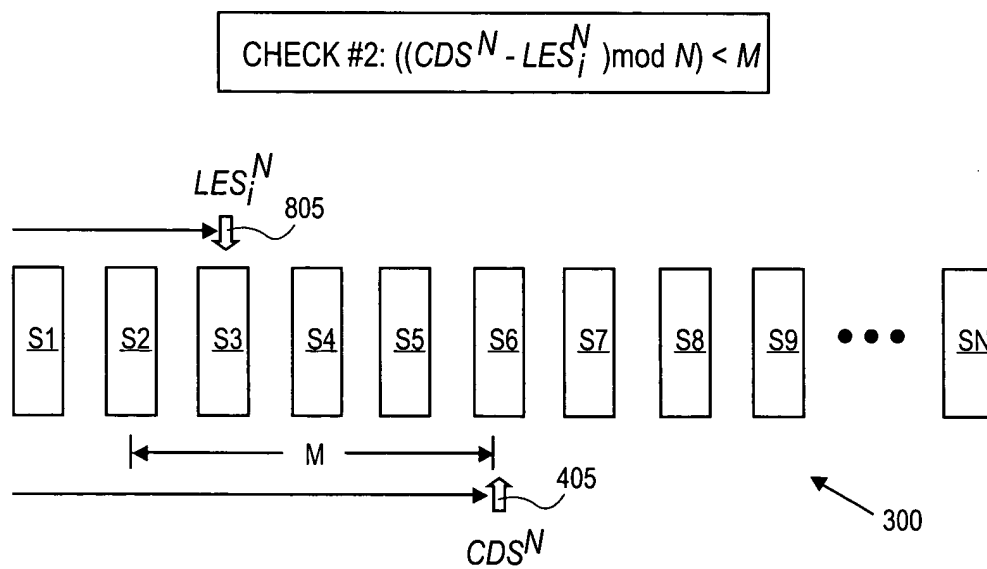 CHECK #2: ((CDS^N - LES_i^N) mod N) < M
LES_i^N
805
S1 S2 S3 S4 S5 S6 S7 S8 S9 ●●● SN
M
405
CDS^N
300